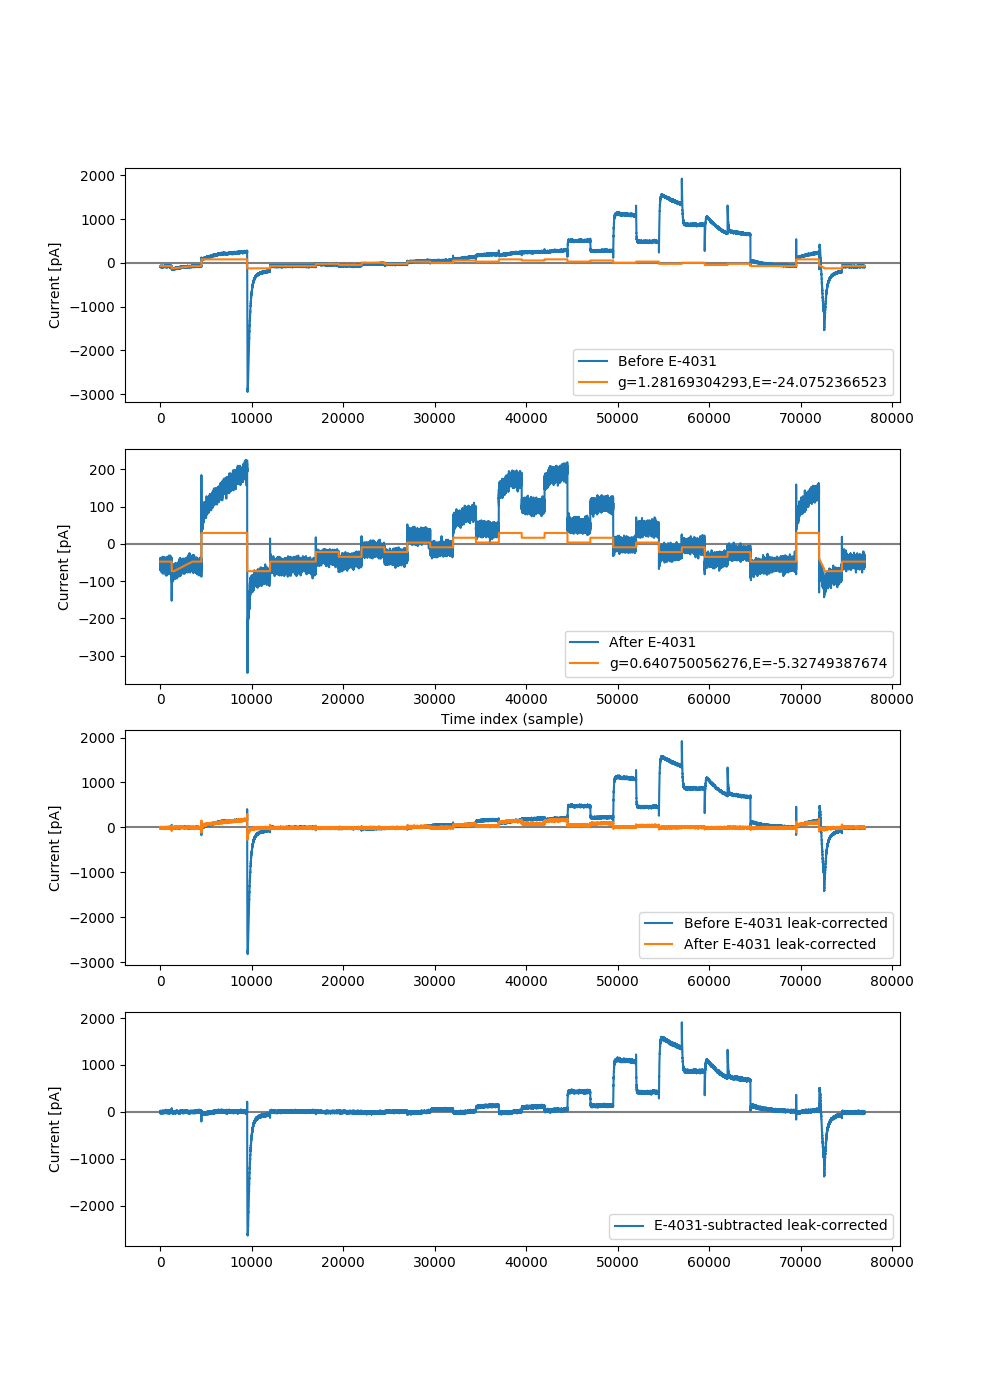 2000
1000
0
−1000
−2000
−3000
Current [pA]
Before E-4031
g=1.28169304293,E=-24.0752366523
0 10000 20000 30000 40000 50000 60000 70000 80000
200
100
0
−100
−200
−300
Current [pA]
After E-4031
g=0.640750056276,E=-5.32749387674
0 10000 20000 30000 40000 50000 60000 70000 80000
Time index (sample)
2000
1000
0
−1000
−2000
−3000
Current [pA]
Before E-4031 leak-corrected
After E-4031 leak-corrected
0 10000 20000 30000 40000 50000 60000 70000 80000
2000
1000
0
−1000
−2000
Current [pA]
E-4031-subtracted leak-corrected
0 10000 20000 30000 40000 50000 60000 70000 80000